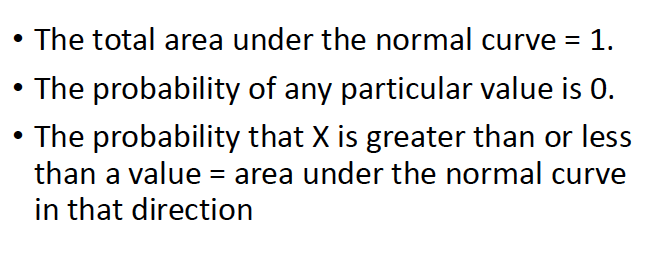 • The total area under the normal curve = 1.
• The probability of any particular value is 0.
• The probability that X is greater than or less
than a value = area under the normal curve
in that direction